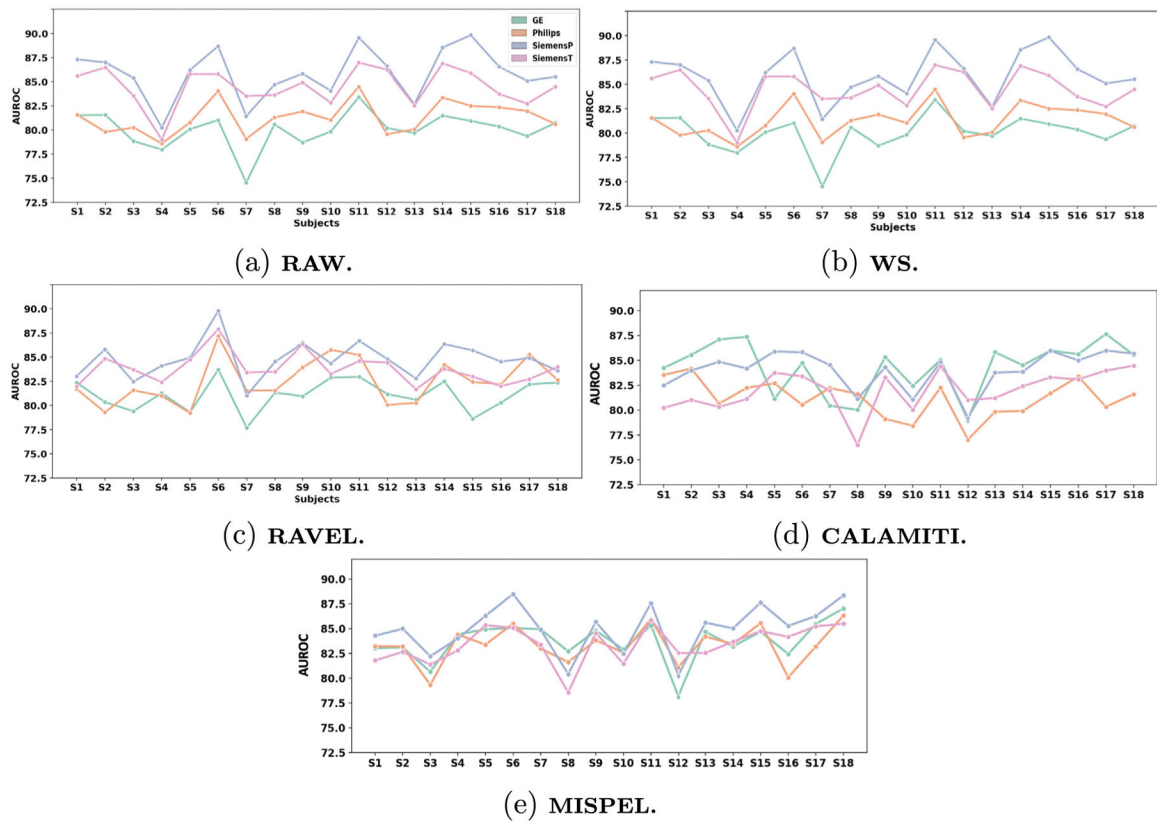 90.0
87.5
85.0
82.5
80.0
77.5
75.0
72.5
AUROC
GE
Philips
SiemensP
SiemensT
S1 S2 S3 S4 S5 S6 S7 S8 S9 S10 S11 S12 S13 S14 S15 S16 S17 S18
Subjects
(a) RAW.
90.0
87.5
85.0
82.5
80.0
77.5
75.0
72.5
AUROC
S1 S2 S3 S4 S5 S6 S7 S8 S9 S10 S11 S12 S13 S14 S15 S16 S17 S18
Subjects
(b) WS.
90.0
87.5
85.0
82.5
80.0
77.5
75.0
72.5
AUROC
S1 S2 S3 S4 S5 S6 S7 S8 S9 S10 S11 S12 S13 S14 S15 S16 S17 S18
Subjects
(c) RAVEL.
90.0
87.5
85.0
82.5
80.0
77.5
75.0
72.5
AUROC
S1 S2 S3 S4 S5 S6 S7 S8 S9 S10 S11 S12 S13 S14 S15 S16 S17 S18
(d) CALAMITI.
90.0
87.5
85.0
82.5
80.0
77.5
75.0
72.5
AUROC
S1 S2 S3 S4 S5 S6 S7 S8 S9 S10 S11 S12 S13 S14 S15 S16 S17 S18
(e) MISPEL.